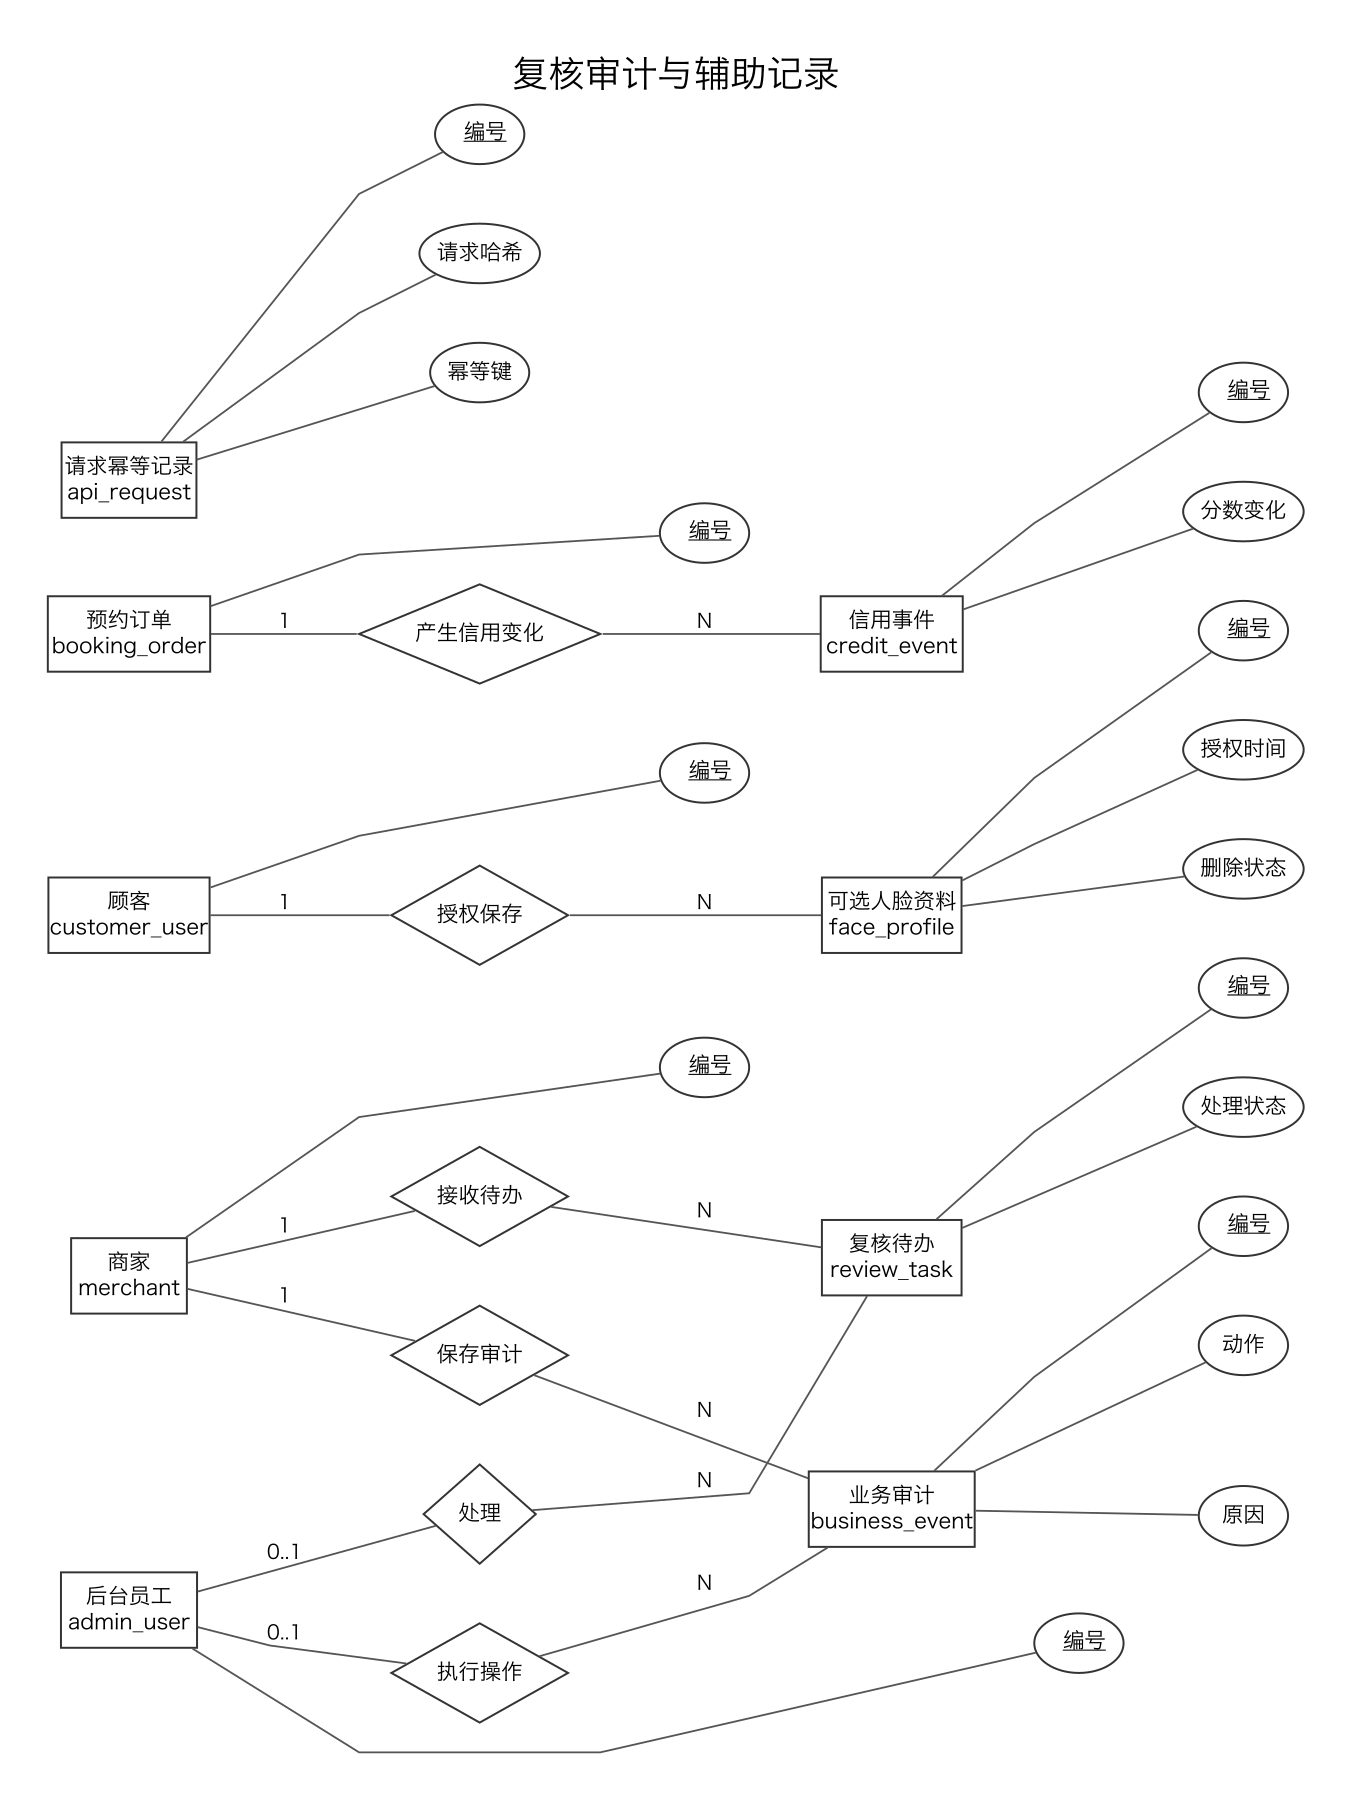 复核审计与辅助记录
编号
请求哈希
幂等键
请求幂等记录
api_request
编号
分数变化
编号
预约订单
booking_order
1
产生信用变化
N
信用事件
credit_event
编号
授权时间
删除状态
编号
顾客
customer_user
1
授权保存
N
可选人脸资料
face_profile
编号
处理状态
编号
商家
merchant
1
接收待办
N
复核待办
review_task
1
保存审计
N
编号
动作
原因
业务审计
business_event
后台员工
admin_user
0..1
处理
N
0..1
执行操作
N
编号